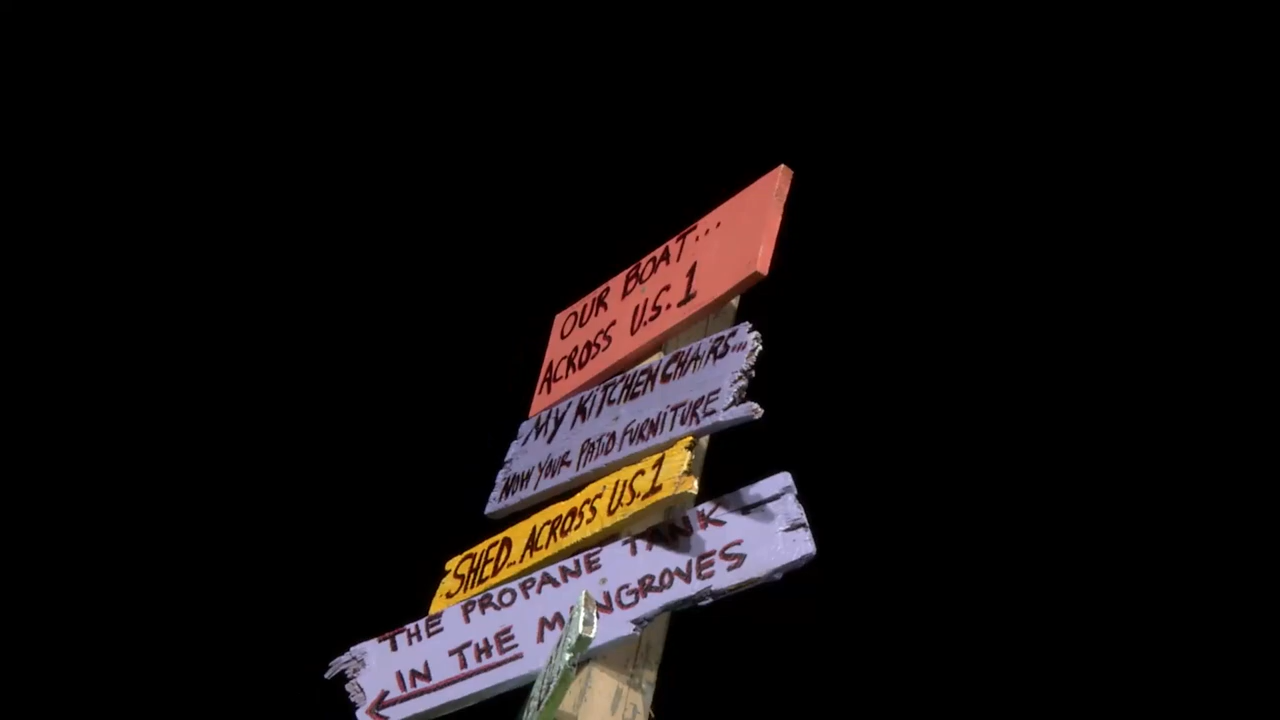 OUR BOAT...
ACROSS U.S.1
MY KITCHEN CHAIRS...
NOW YOUR PATIO FURNITURE
SHED... ACROSS U.S.1
THE PROPANE TANK
IN THE MANGROVES